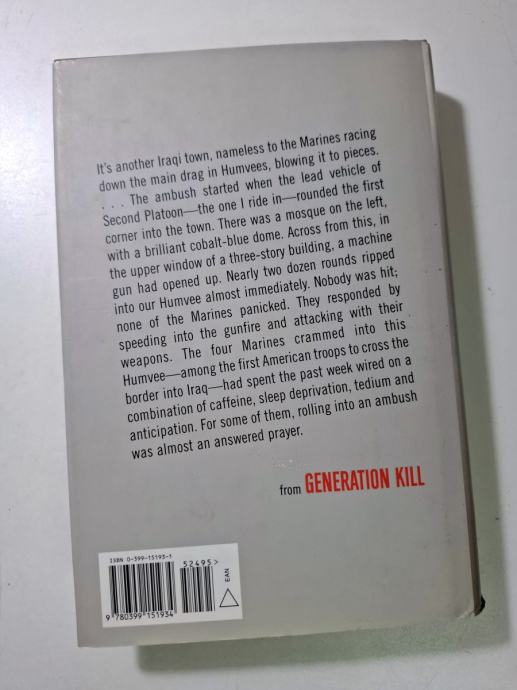 It's another Iraqi town, nameless to the Marines racing
down the main drag in Humvees, blowing it to pieces.
. . . The ambush started when the lead vehicle of
Second Platoon—the one I ride in—rounded the first
corner into the town. There was a mosque on the left,
with a brilliant cobalt-blue dome. Across from this, in
the upper window of a three-story building, a machine
gun had opened up. Nearly two dozen rounds ripped
into our Humvee almost immediately. Nobody was hit;
none of the Marines panicked. They responded by
speeding into the gunfire and attacking with their
weapons. The four Marines crammed into this
Humvee—among the first American troops to cross the
border into Iraq—had spent the past week wired on a
combination of caffeine, sleep deprivation, tedium and
anticipation. For some of them, rolling into an ambush
was almost an answered prayer.
from GENERATION KILL
ISBN 0-399-15193-1
52495>
9 780399 151934
EAN